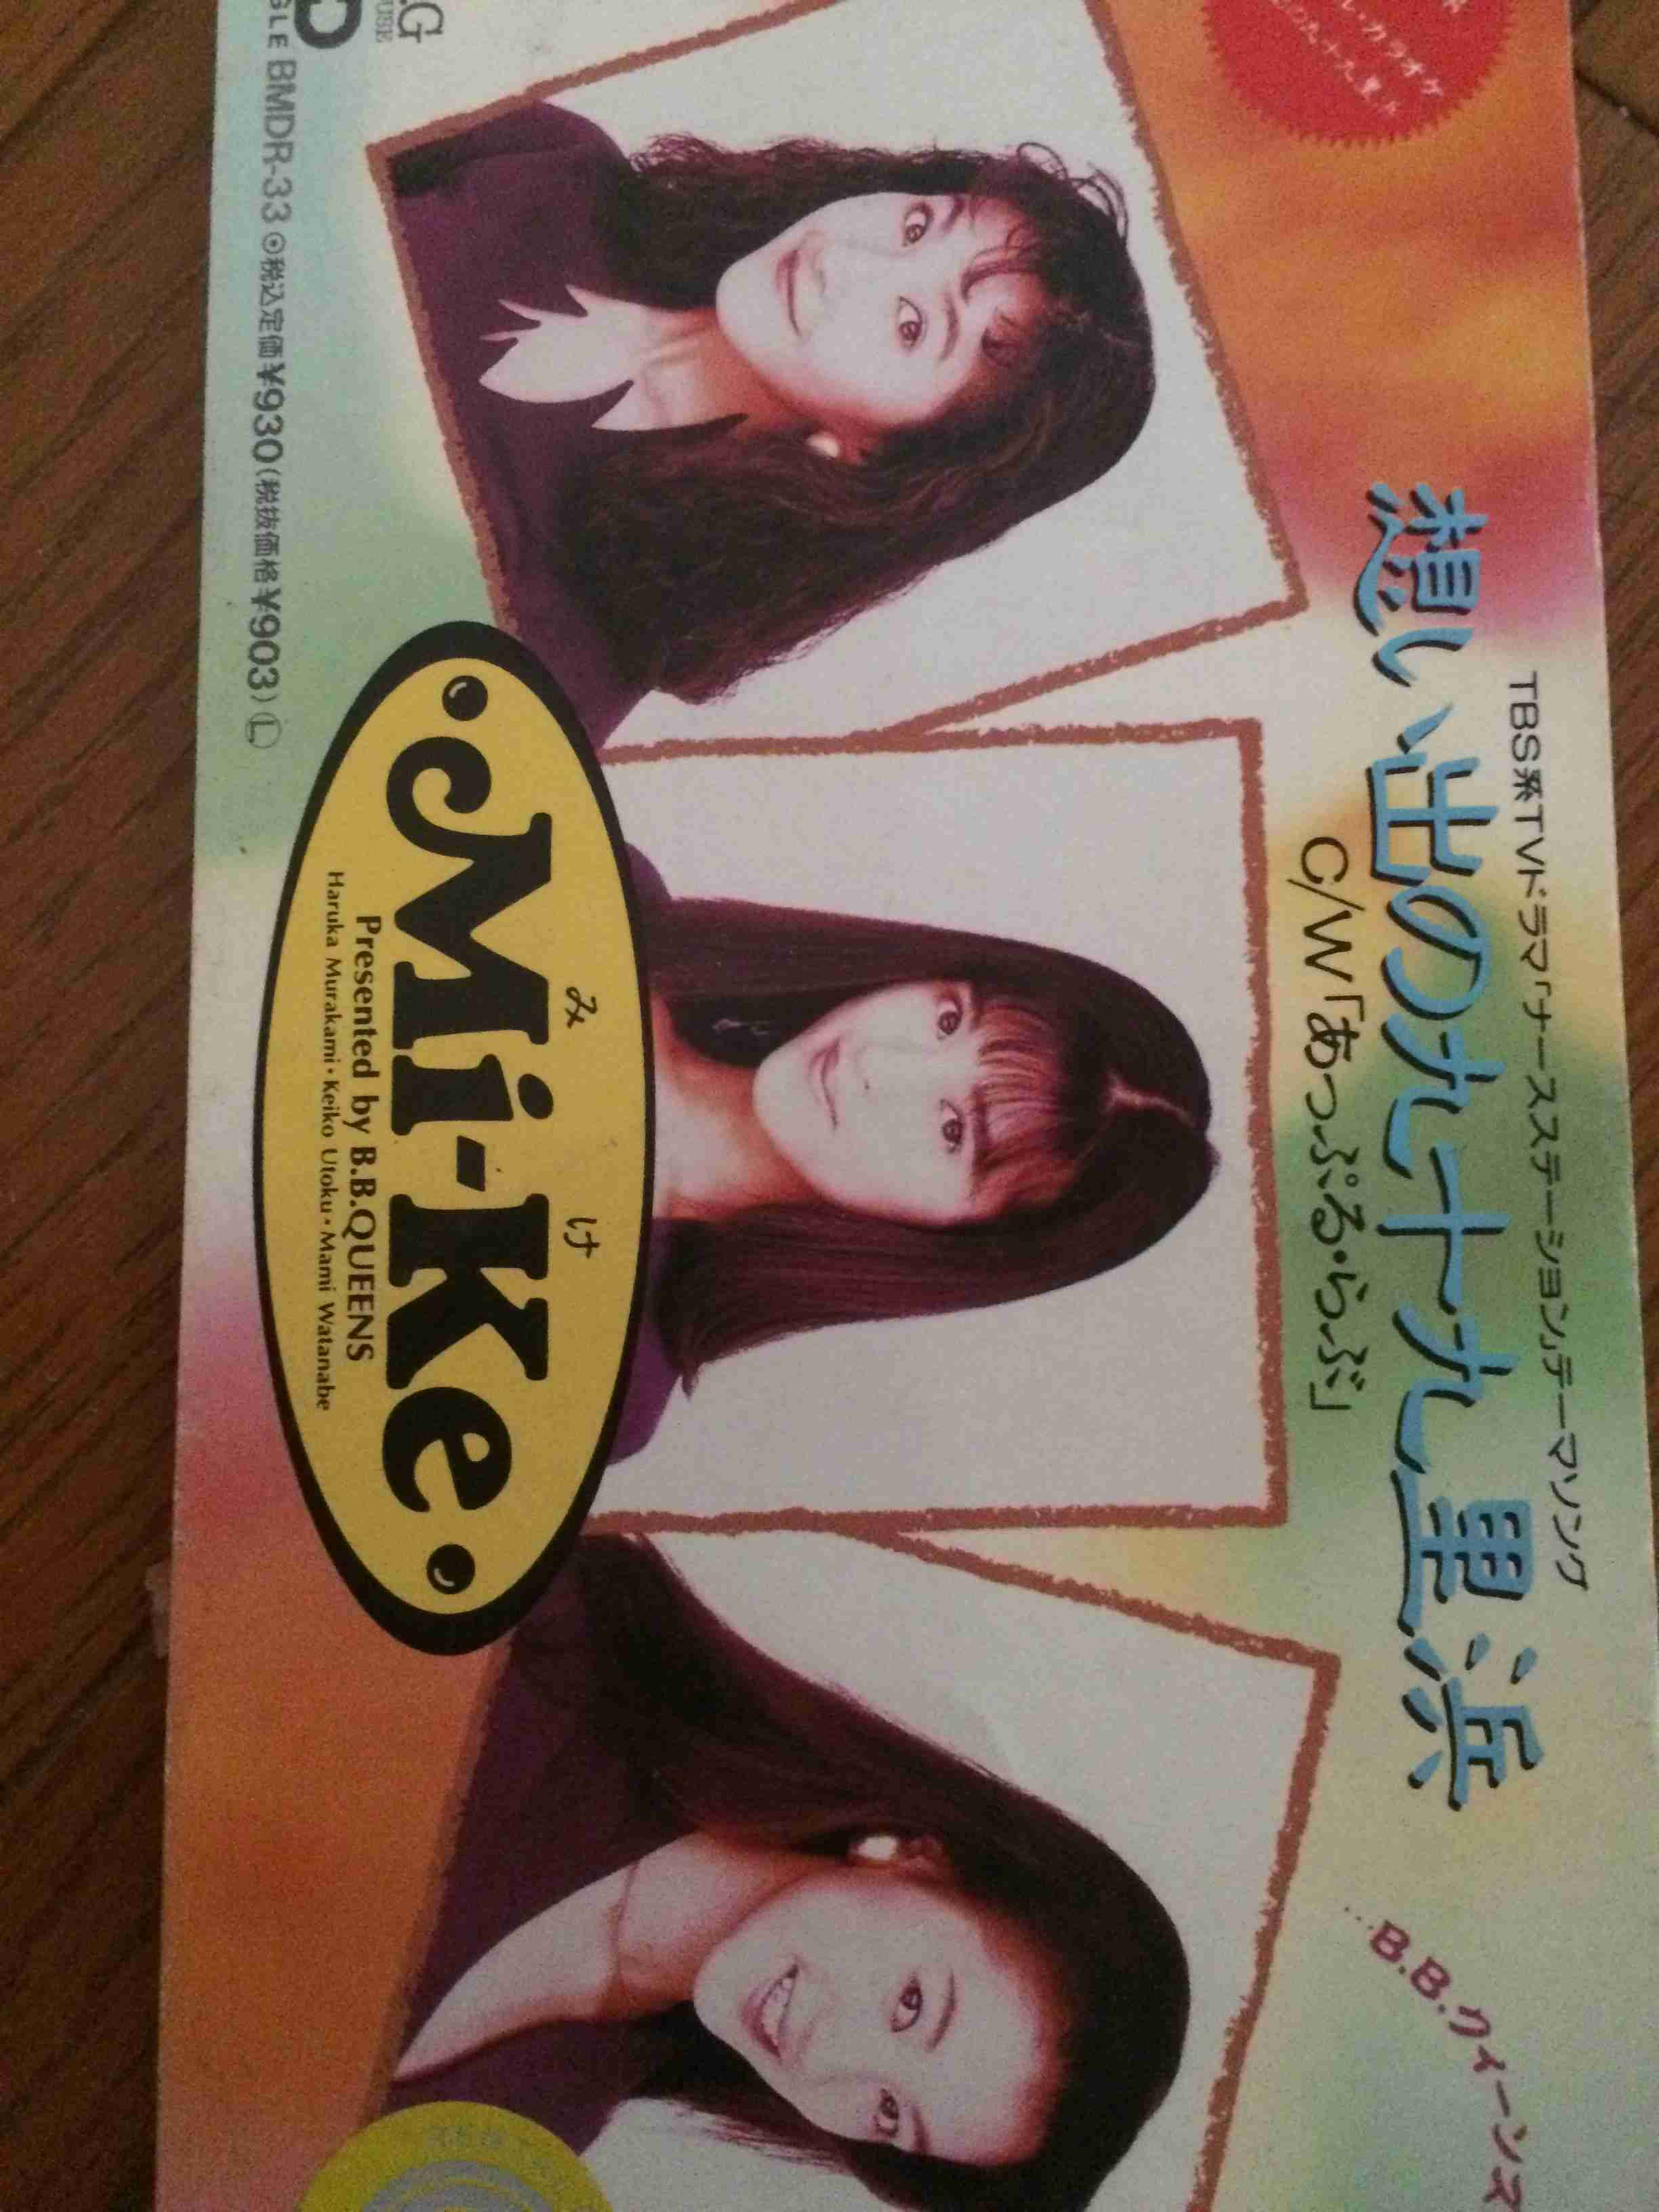 TBS系TVドラマ「ナースステーション」テーマソング
想い出の九十九里浜
C/W「あっぷる・らぶ」
…B.B.クィーンス
み け
Mi-Ke
Presented by B.B.QUEENS
Haruka Murakami・Keiko Utoku・Mami Watanabe
BMDR-33 ⊙税込定価¥930(税抜価格¥903) Ⓛ